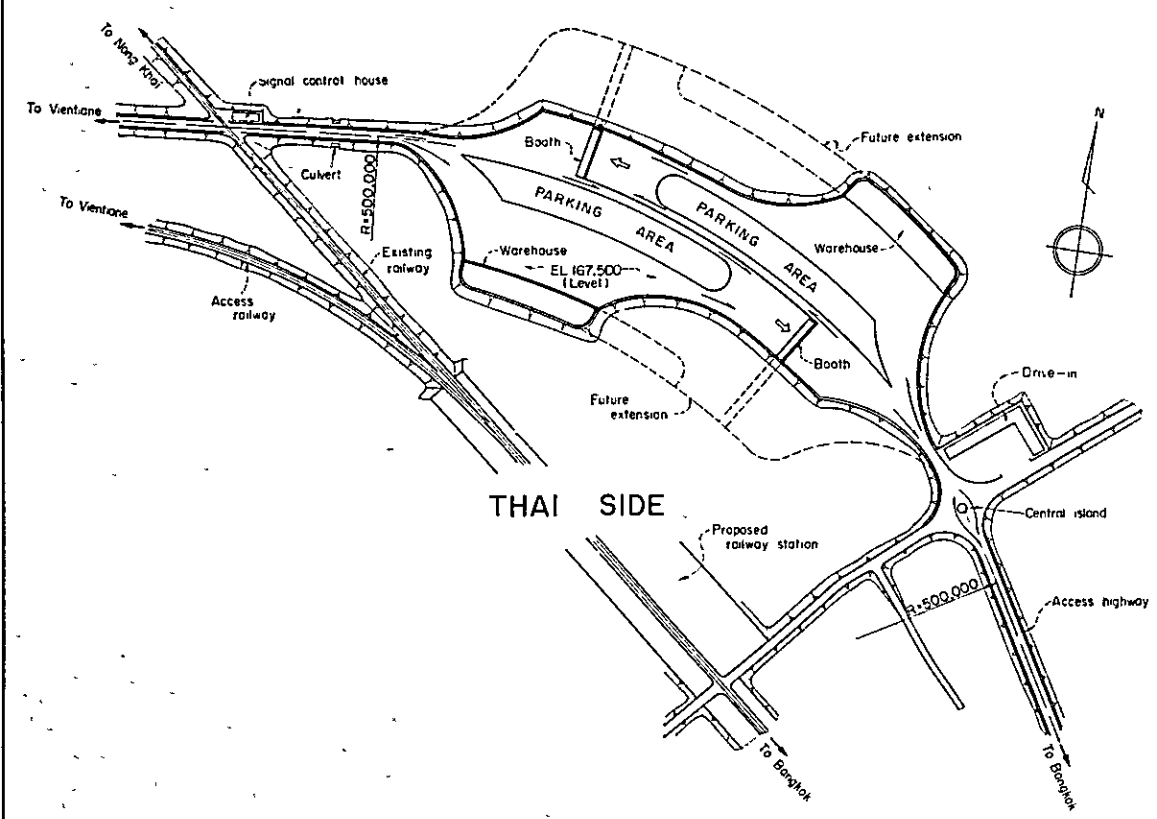 To Nong Khai
Signal control house
To Vientiane
Culvert
R=500,000
To Vientiane
Access
railway
Existing
railway
Booth
PARKING
AREA
PARKING
AREA
Future extension
N
Warehouse
Warehouse
EL 167,500
(Level)
Booth
Drive-in
Future
extension
THAI SIDE
Central island
Proposed
railway station
R=500,000
Access highway
To Bangkok
To Bangkok